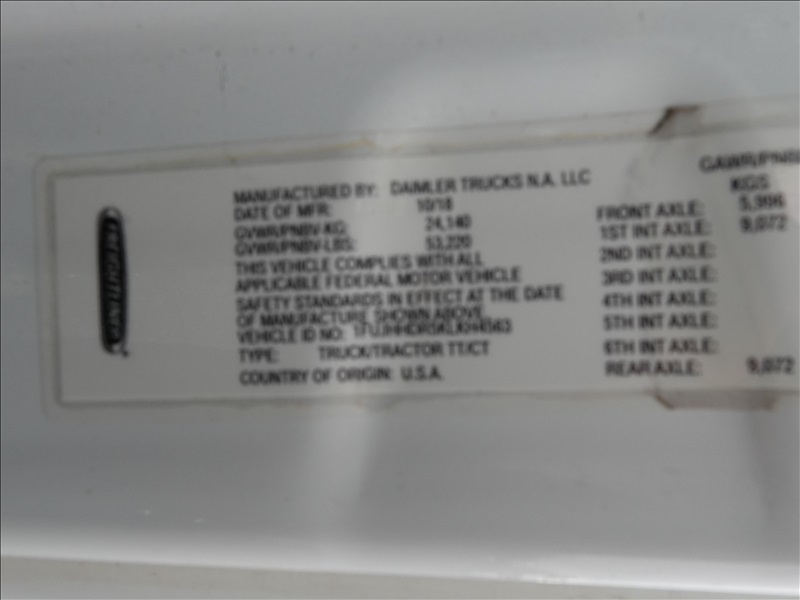 FREIGHTLINER
MANUFACTURED BY: DAIMLER TRUCKS N.A. LLC
DATE OF MFR: 10/18
GVWR/PNBV-KG: 24,140
GVWR/PNBV-LBS: 53,220
THIS VEHICLE COMPLIES WITH ALL
APPLICABLE FEDERAL MOTOR VEHICLE
SAFETY STANDARDS IN EFFECT AT THE DATE
OF MANUFACTURE SHOWN ABOVE.
VEHICLE ID NO:
TYPE: TRUCK/TRACTOR TT/CT
COUNTRY OF ORIGIN: U.S.A.
KGS
FRONT AXLE:
1ST INT AXLE: 9,072
2ND INT AXLE:
3RD INT AXLE:
4TH INT AXLE:
5TH INT AXLE:
6TH INT AXLE:
REAR AXLE: 9,072